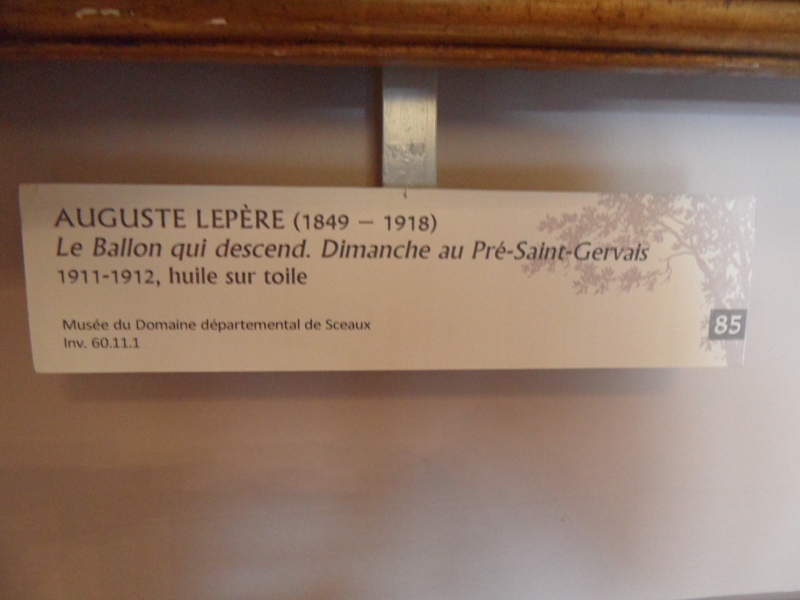 AUGUSTE LEPÈRE (1849 – 1918)
Le Ballon qui descend. Dimanche au Pré-Saint-Gervais
1911-1912, huile sur toile
Musée du Domaine départemental de Sceaux
Inv. 60.11.1
85